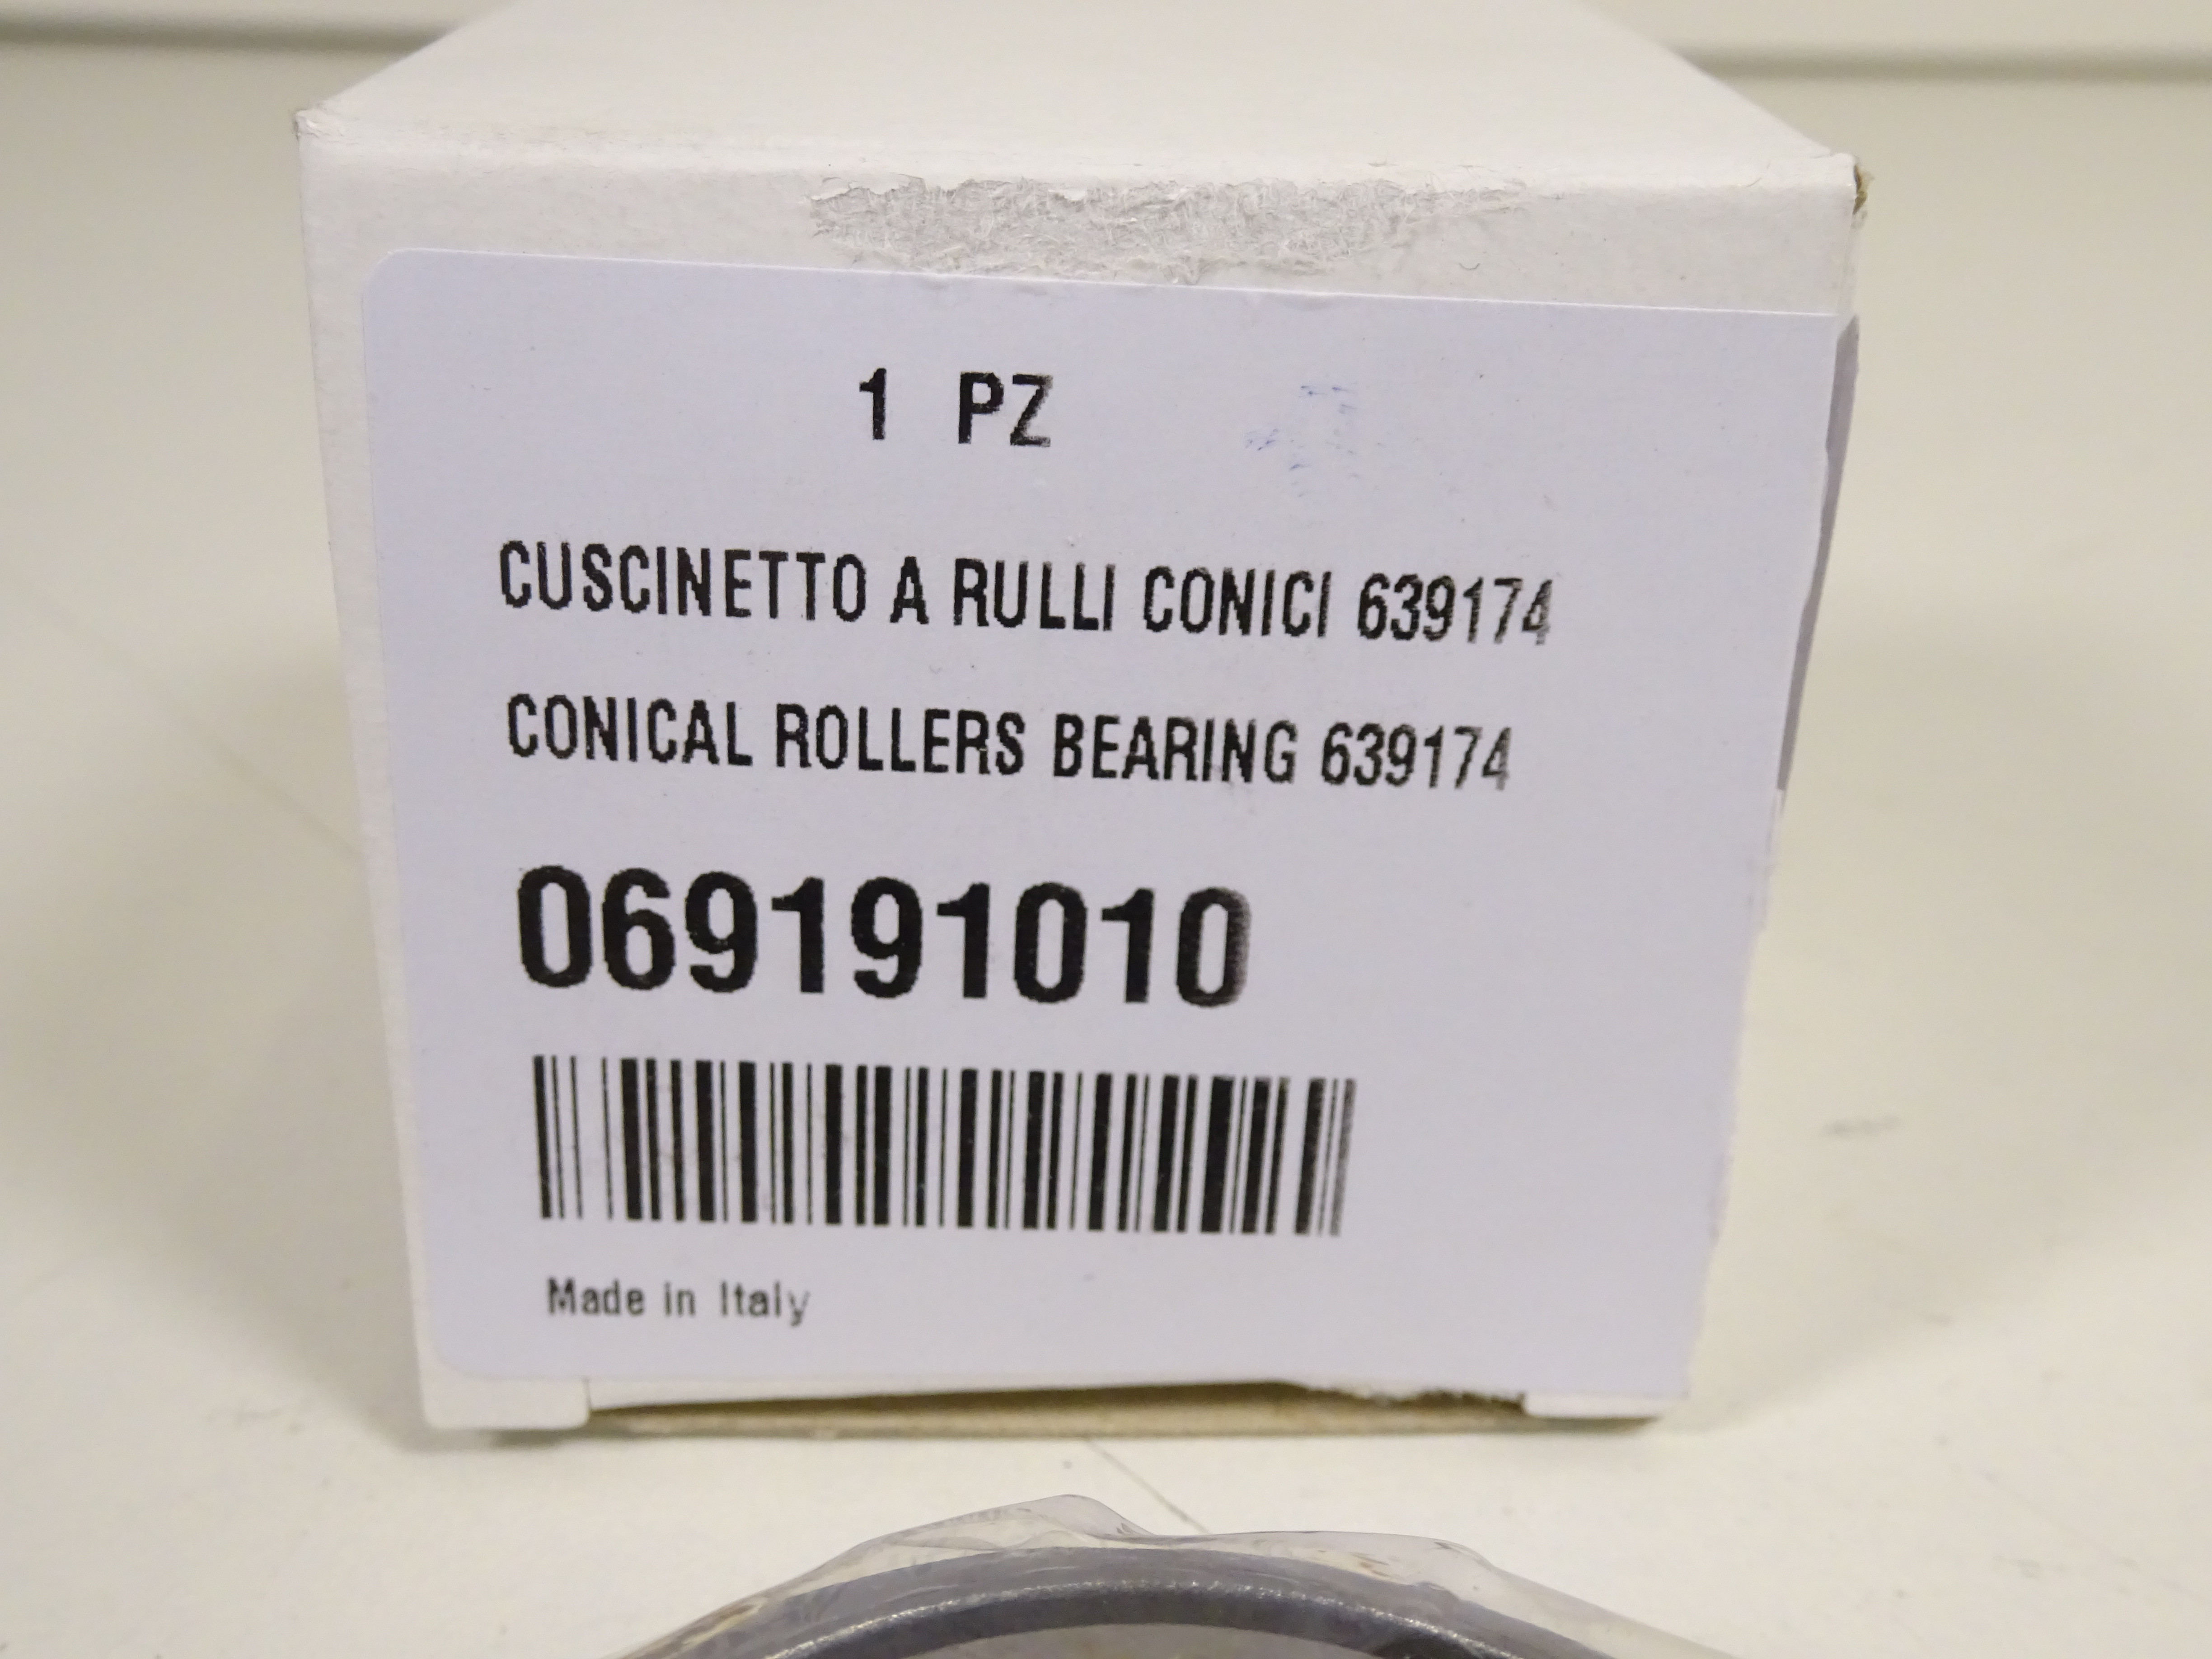 1 PZ
CUSCINETTO A RULLI CONICI 639174
CONICAL ROLLERS BEARING 639174
069191010
Made in Italy